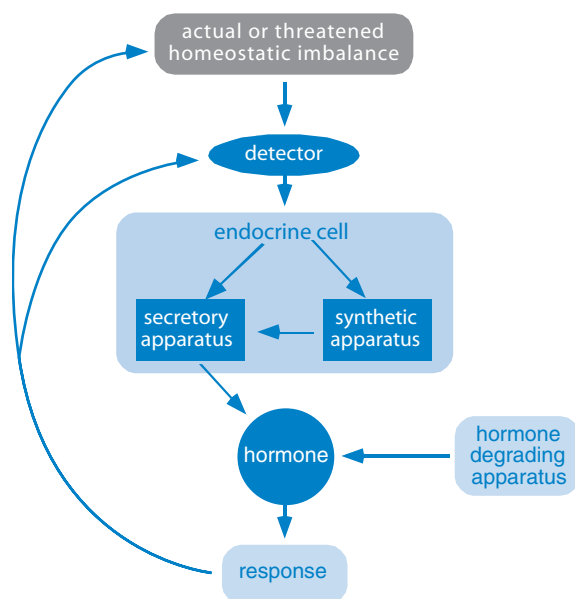 actual or threatened
homeostatic imbalance
detector
endocrine cell
secretory
apparatus
synthetic
apparatus
hormone
hormone
degrading
apparatus
response